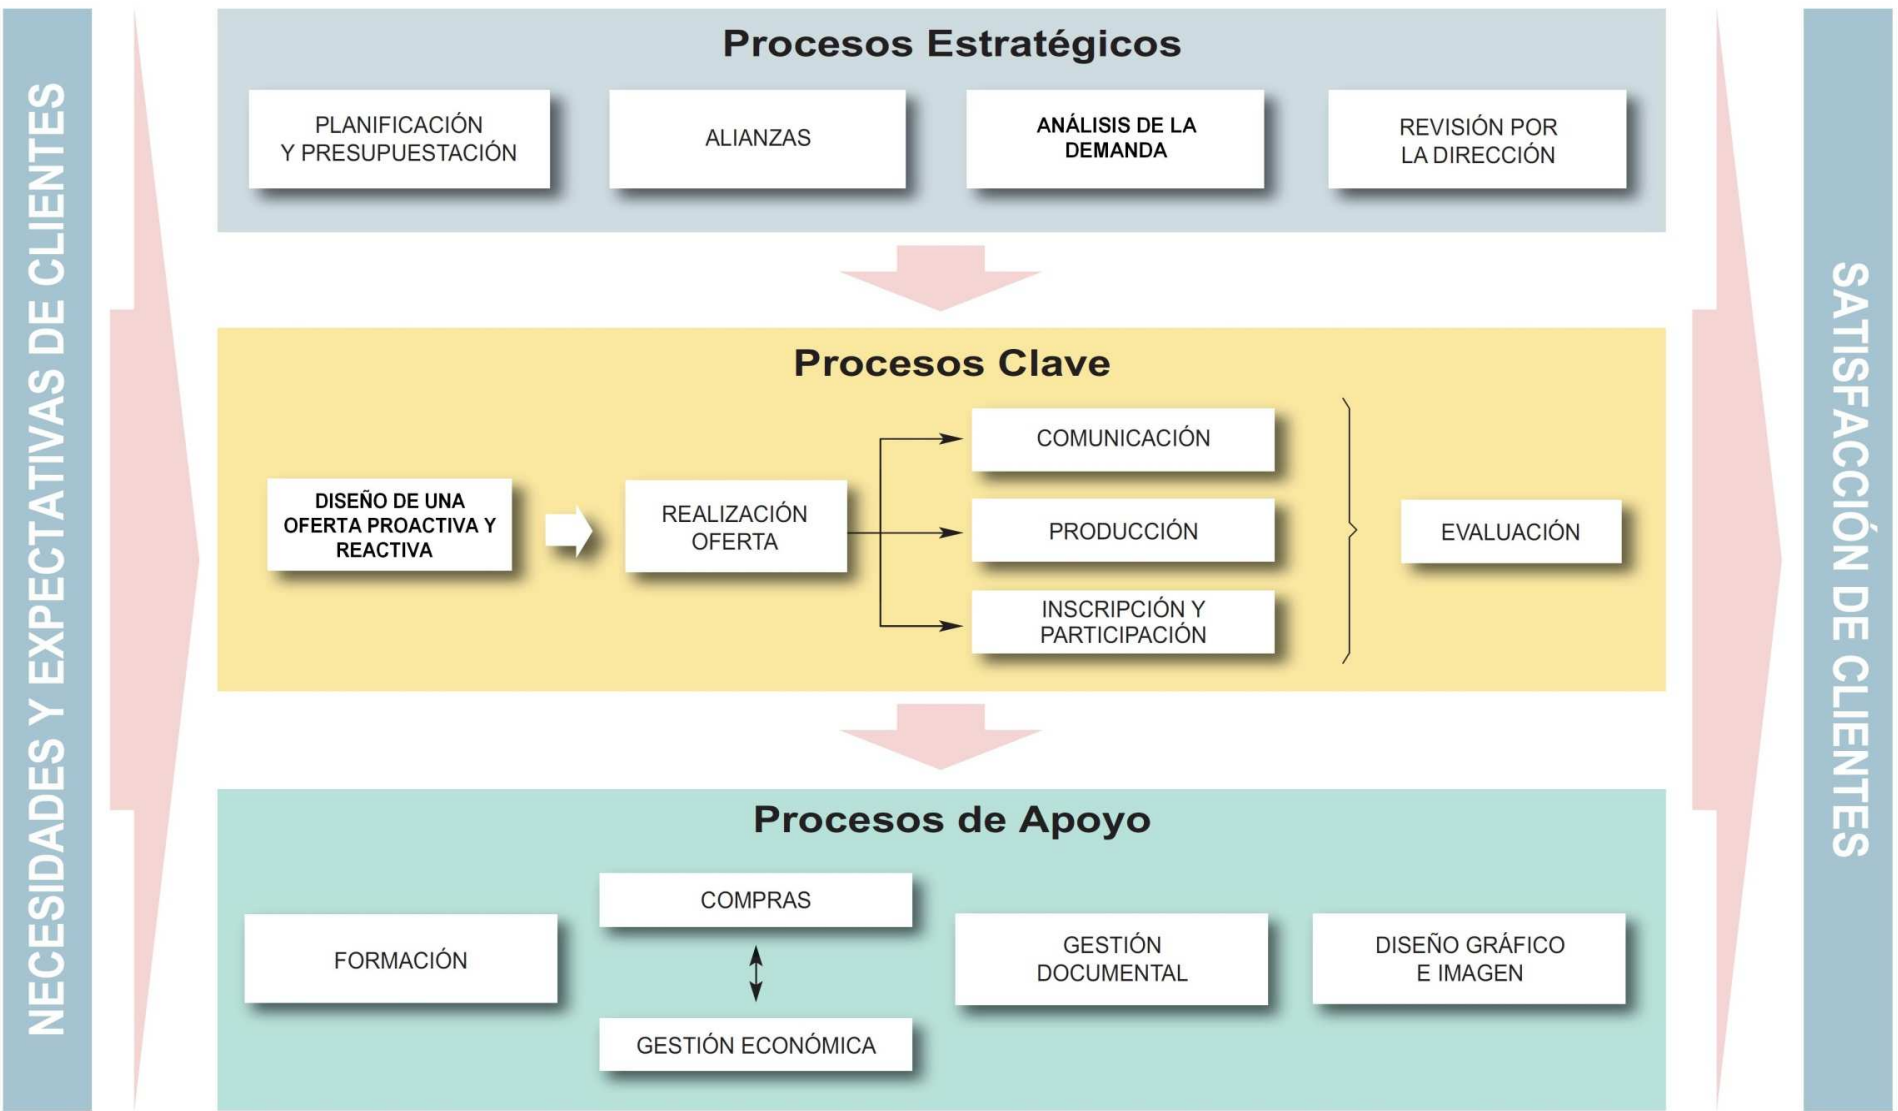 NECESIDADES Y EXPECTATIVAS DE CLIENTES
Procesos Estratégicos
PLANIFICACIÓN
Y PRESUPUESTACIÓN
ALIANZAS
ANÁLISIS DE LA
DEMANDA
REVISIÓN POR
LA DIRECCIÓN
Procesos Clave
DISEÑO DE UNA
OFERTA PROACTIVA Y
REACTIVA
REALIZACIÓN
OFERTA
COMUNICACIÓN
PRODUCCIÓN
INSCRIPCIÓN Y
PARTICIPACIÓN
EVALUACIÓN
Procesos de Apoyo
FORMACIÓN
COMPRAS
GESTIÓN ECONÓMICA
GESTIÓN
DOCUMENTAL
DISEÑO GRÁFICO
E IMAGEN
SATISFACCIÓN DE CLIENTES